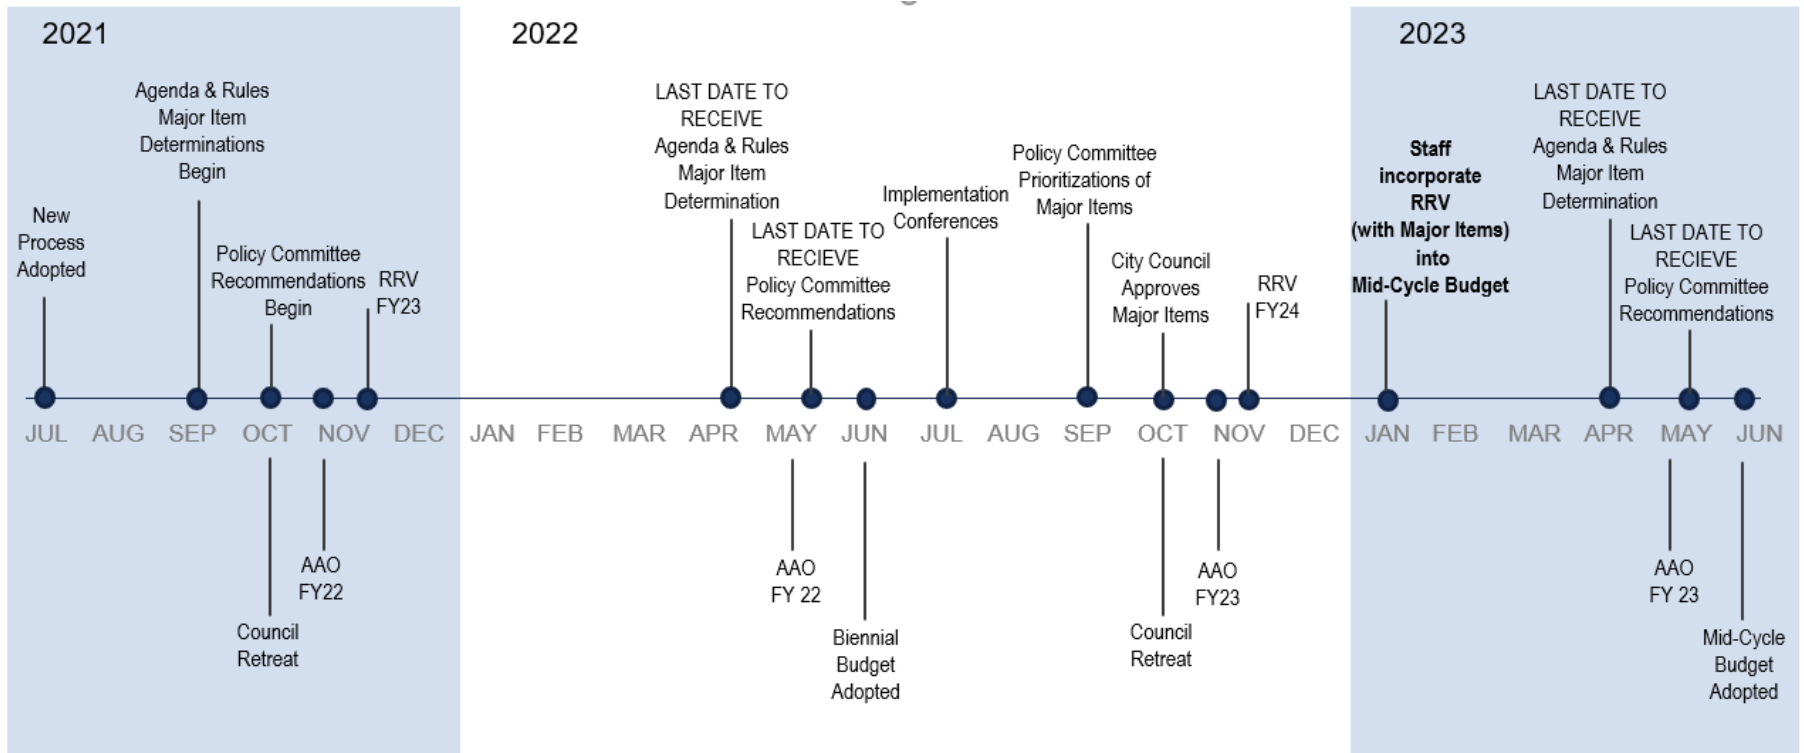 2021
2022
2023
New
Process
Adopted
Agenda & Rules
Major Item
Determinations
Begin
Policy Committee
Recommendations
Begin
RRV
FY23
LAST DATE TO
RECEIVE
Agenda & Rules
Major Item
Determination
LAST DATE TO
RECIEVE
Policy Committee
Recommendations
Implementation
Conferences
Policy Committee
Prioritizations of
Major Items
City Council
Approves
Major Items
RRV
FY24
Staff
incorporate
RRV
(with Major Items)
into
Mid-Cycle Budget
LAST DATE TO
RECEIVE
Agenda & Rules
Major Item
Determination
LAST DATE TO
RECIEVE
Policy Committee
Recommendations
JUL AUG SEP OCT NOV DEC JAN FEB MAR APR MAY JUN JUL AUG SEP OCT NOV DEC JAN FEB MAR APR MAY JUN
Council
Retreat
AAO
FY22
AAO
FY 22
Biennial
Budget
Adopted
Council
Retreat
AAO
FY23
AAO
FY 23
Mid-Cycle
Budget
Adopted